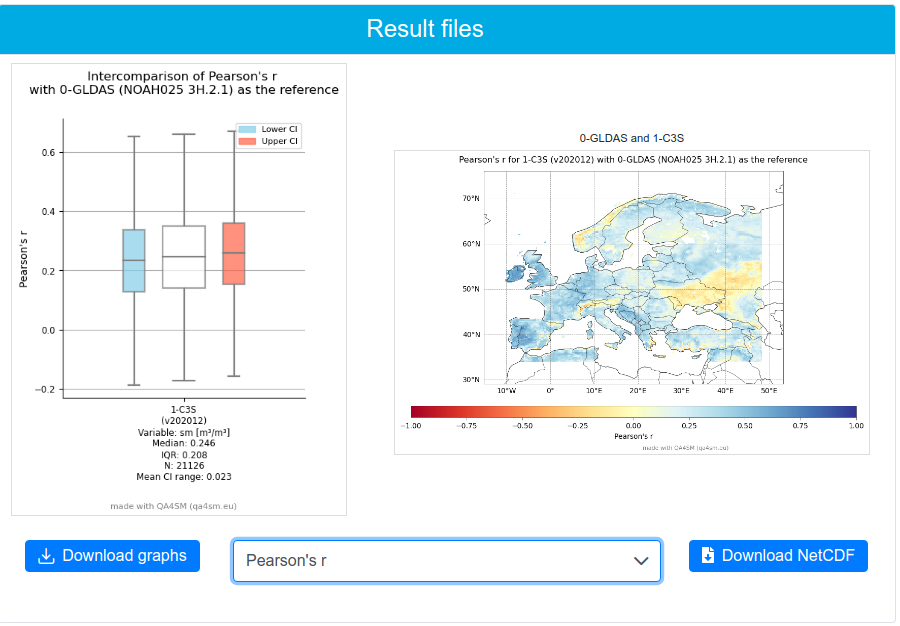 Result files
Intercomparison of Pearson's r
with 0-GLDAS (NOAH025 3H.2.1) as the reference
Lower CI
Upper CI
0.6
0.4
0.2
0.0
−0.2
Pearson's r
1-C3S
(v202012)
Variable: sm [m³/m³]
Median: 0.246
IQR: 0.208
N: 21126
Mean CI range: 0.023
made with QA4SM (qa4sm.eu)
0-GLDAS and 1-C3S
Pearson's r for 1-C3S (v202012) with 0-GLDAS (NOAH025 3H.2.1) as the reference
70°N
60°N
50°N
40°N
30°N
10°W 0° 10°E 20°E 30°E 40°E 50°E
−1.00 −0.75 −0.50 −0.25 0.00 0.25 0.50 0.75 1.00
Pearson's r
made with QA4SM (qa4sm.eu)
Download graphs
Pearson's r
Download NetCDF